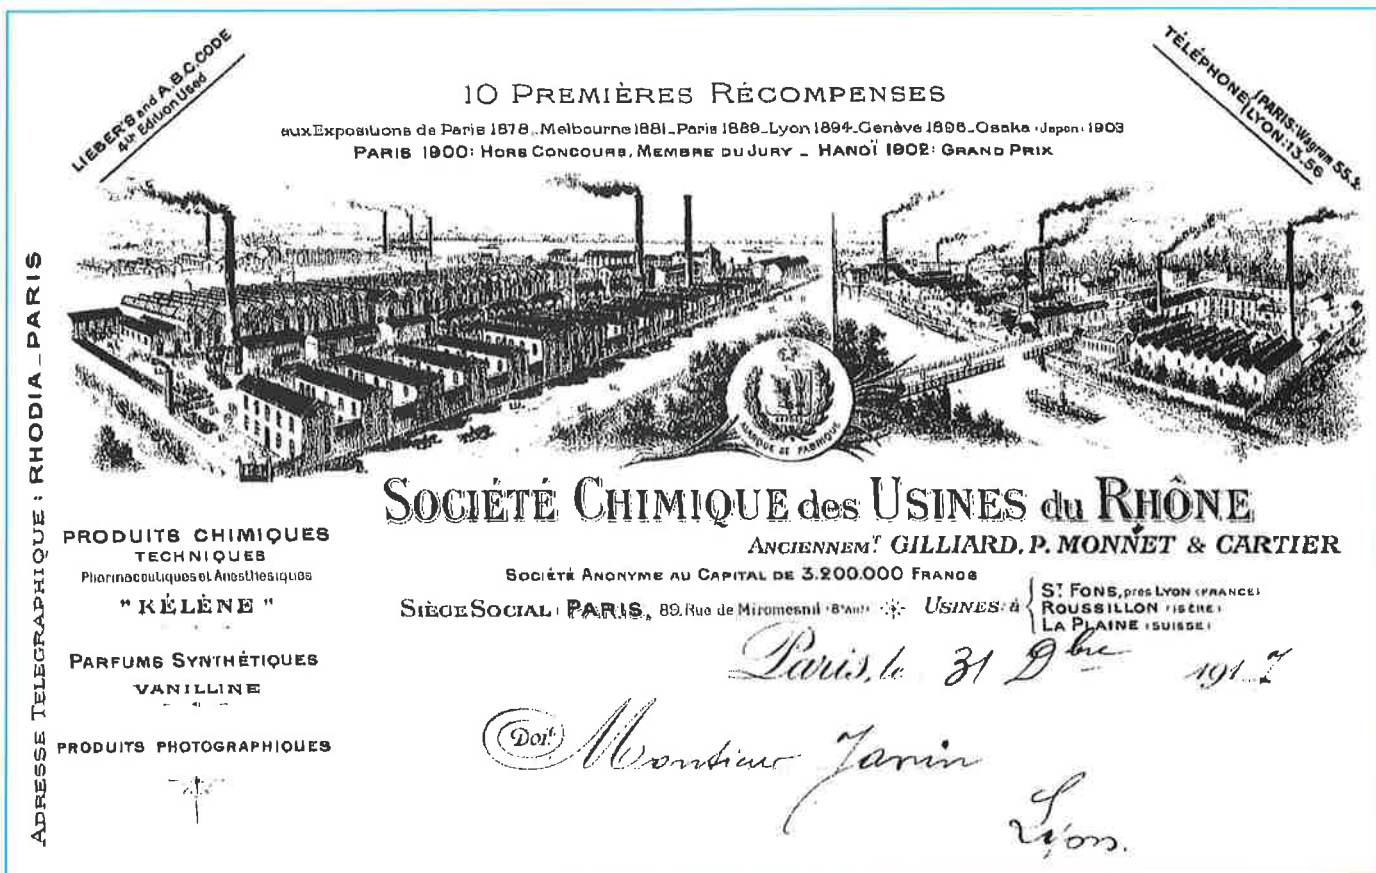 LIEBER'S and A.B.C. CODE
4th Edition Used
10 PREMIÈRES RÉCOMPENSES
aux Expositions de Paris 1878_Melbourne 1881_Paris 1889_Lyon 1894_Genève 1896_Osaka (Japon) 1903
PARIS 1900: HORS CONCOURS, MEMBRE DU JURY _ HANOÏ 1902: GRAND PRIX
TÉLÉPHONE { PARIS: Wagram 55.
LYON: 13.56
ADRESSE TELEGRAPHIQUE : RHODIA_PARIS
MARQUE DE FABRIQUE
SOCIÉTÉ CHIMIQUE des USINES du RHÔNE
ANCIENNEMT GILLIARD, P. MONNET & CARTIER
SOCIÉTÉ ANONYME AU CAPITAL DE 3.200.000 FRANCS
SIÈGE SOCIAL: PARIS, 89, Rue de Miromesnil (8e Arrt) USINES: à { ST FONS, près LYON (FRANCE)
ROUSSILLON (ISÈRE)
LA PLAINE (SUISSE)
PRODUITS CHIMIQUES
TECHNIQUES
Pharmaceutiques et Anesthésiques
"KÉLÈNE"
PARFUMS SYNTHÉTIQUES
VANILLINE
PRODUITS PHOTOGRAPHIQUES
Paris, le 31 Dbre 1917
Doit Monsieur Janin
Lyon.